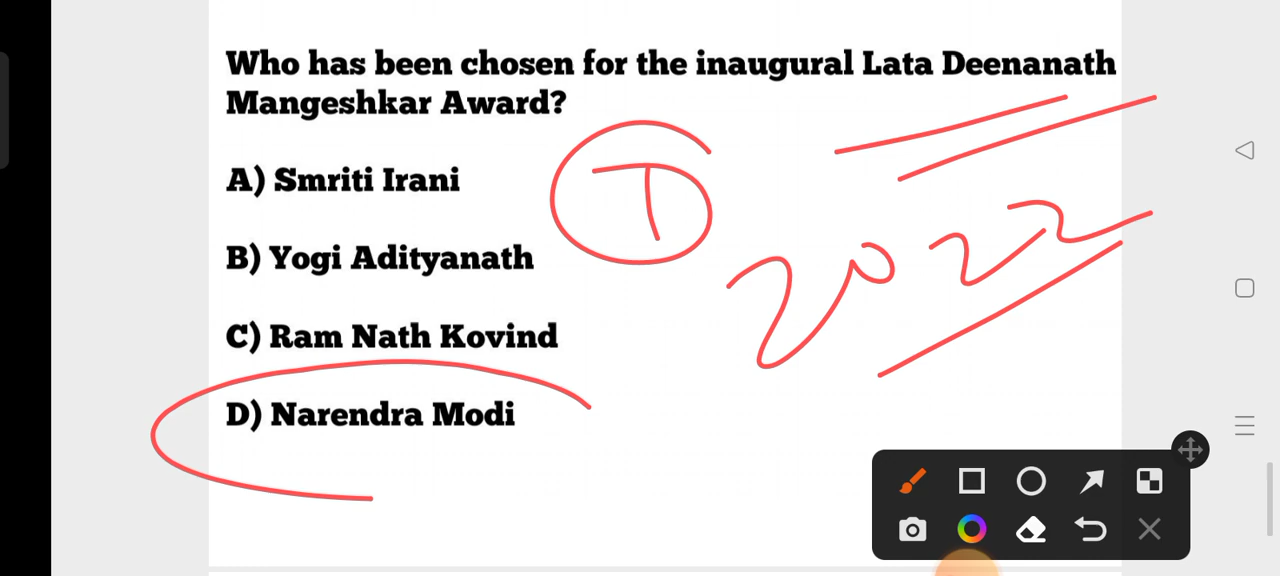 Who has been chosen for the inaugural Lata Deenanath
Mangeshkar Award?
A) Smriti Irani
B) Yogi Adityanath
C) Ram Nath Kovind
D) Narendra Modi
2022